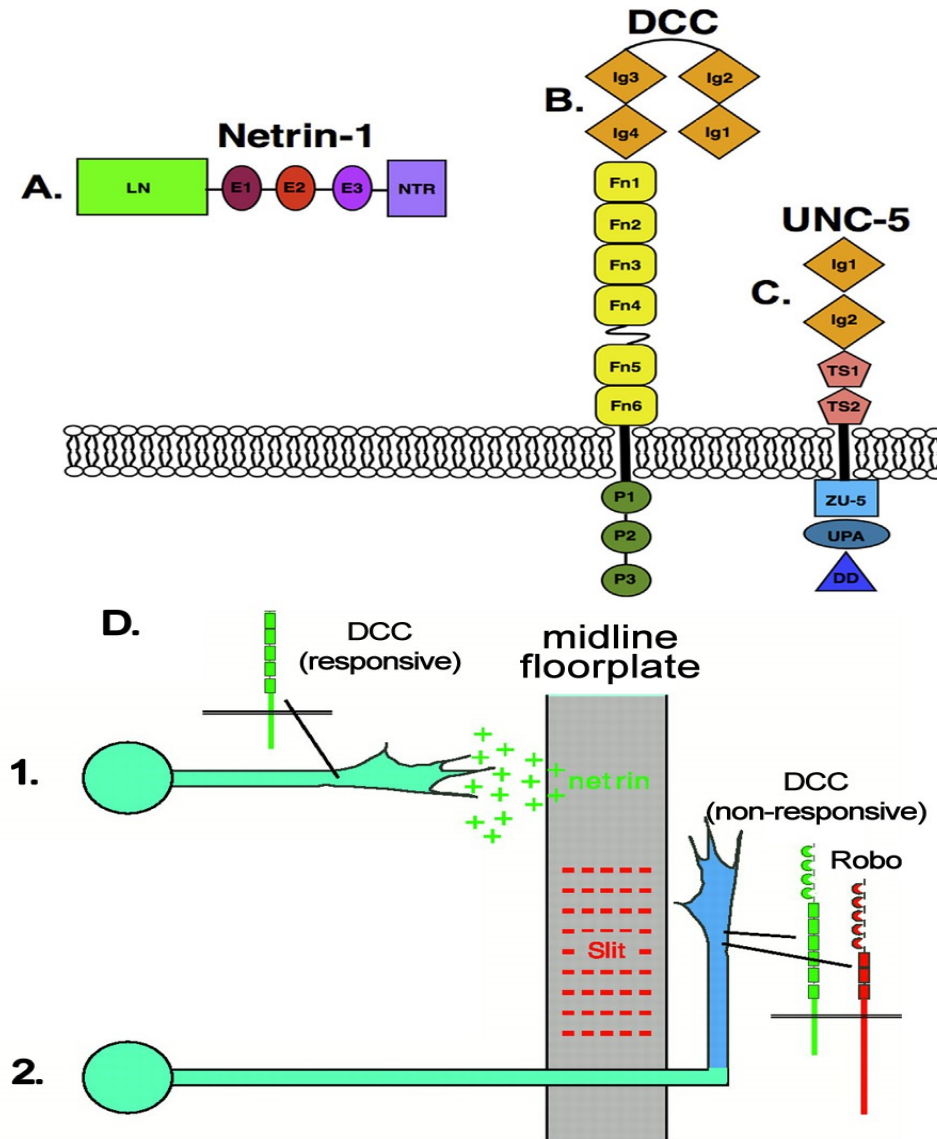 A.
Netrin-1
LN
E1
E2
E3
NTR
B.
DCC
Ig3
Ig2
Ig4
Ig1
Fn1
Fn2
Fn3
Fn4
Fn5
Fn6
P1
P2
P3
C.
UNC-5
Ig1
Ig2
TS1
TS2
ZU-5
UPA
DD
D.
DCC
(responsive)
midline
floorplate
1.
netrin
DCC
(non-responsive)
Robo
Slit
2.